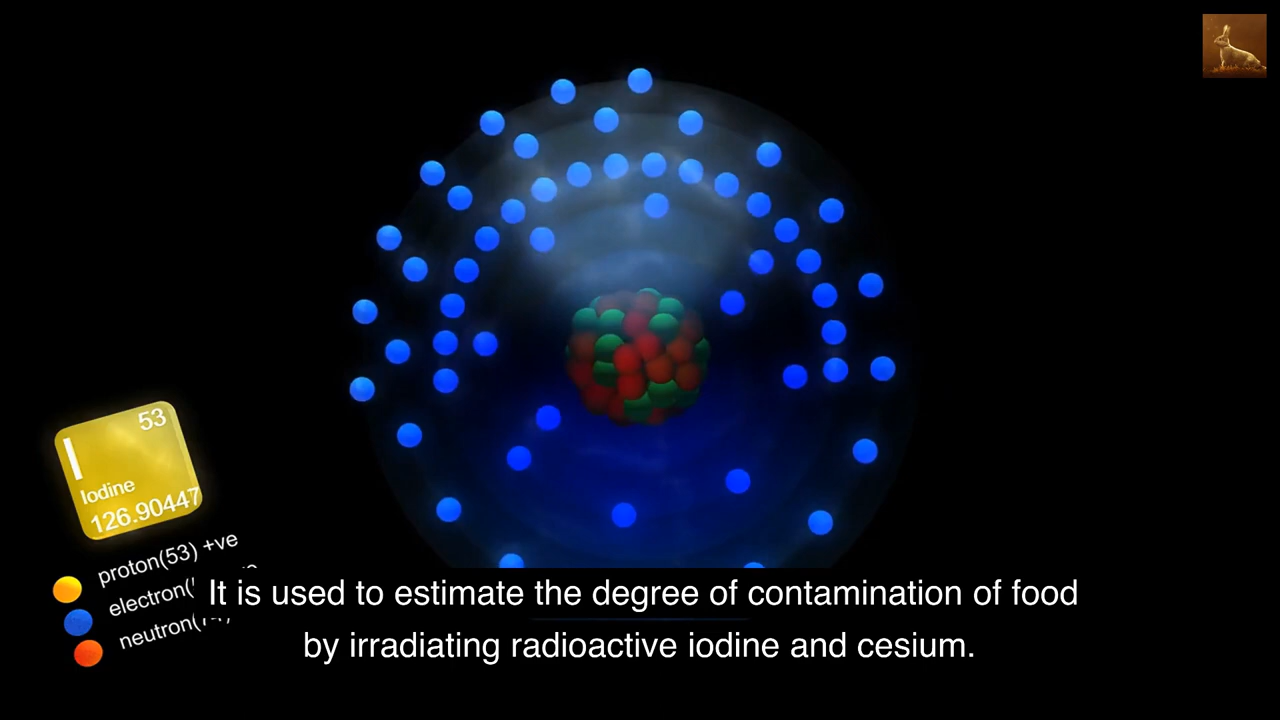 53
I
Iodine
126.90447
proton(53) +ve
electron(
neutron(
It is used to estimate the degree of contamination of food
by irradiating radioactive iodine and cesium.